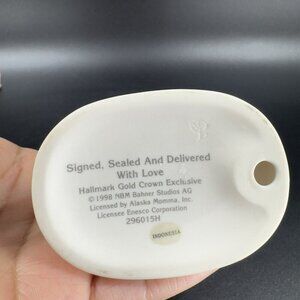 Signed, Sealed And Delivered
With Love
Hallmark Gold Crown Exclusive
© 1998 NBM Bahner Studios AG
Licensed by Alaska Momma, Inc.
Licensee Enesco Corporation
296015H
INDONESIA